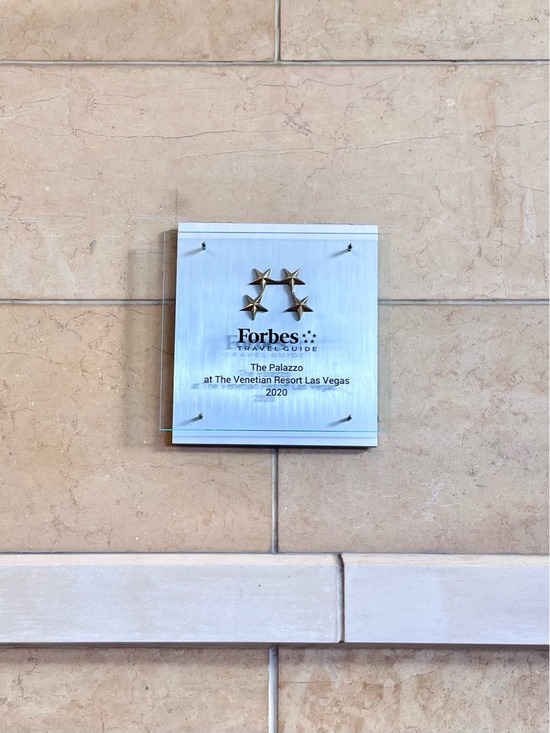 Forbes
TRAVEL GUIDE
The Palazzo
at The Venetian Resort Las Vegas
2020